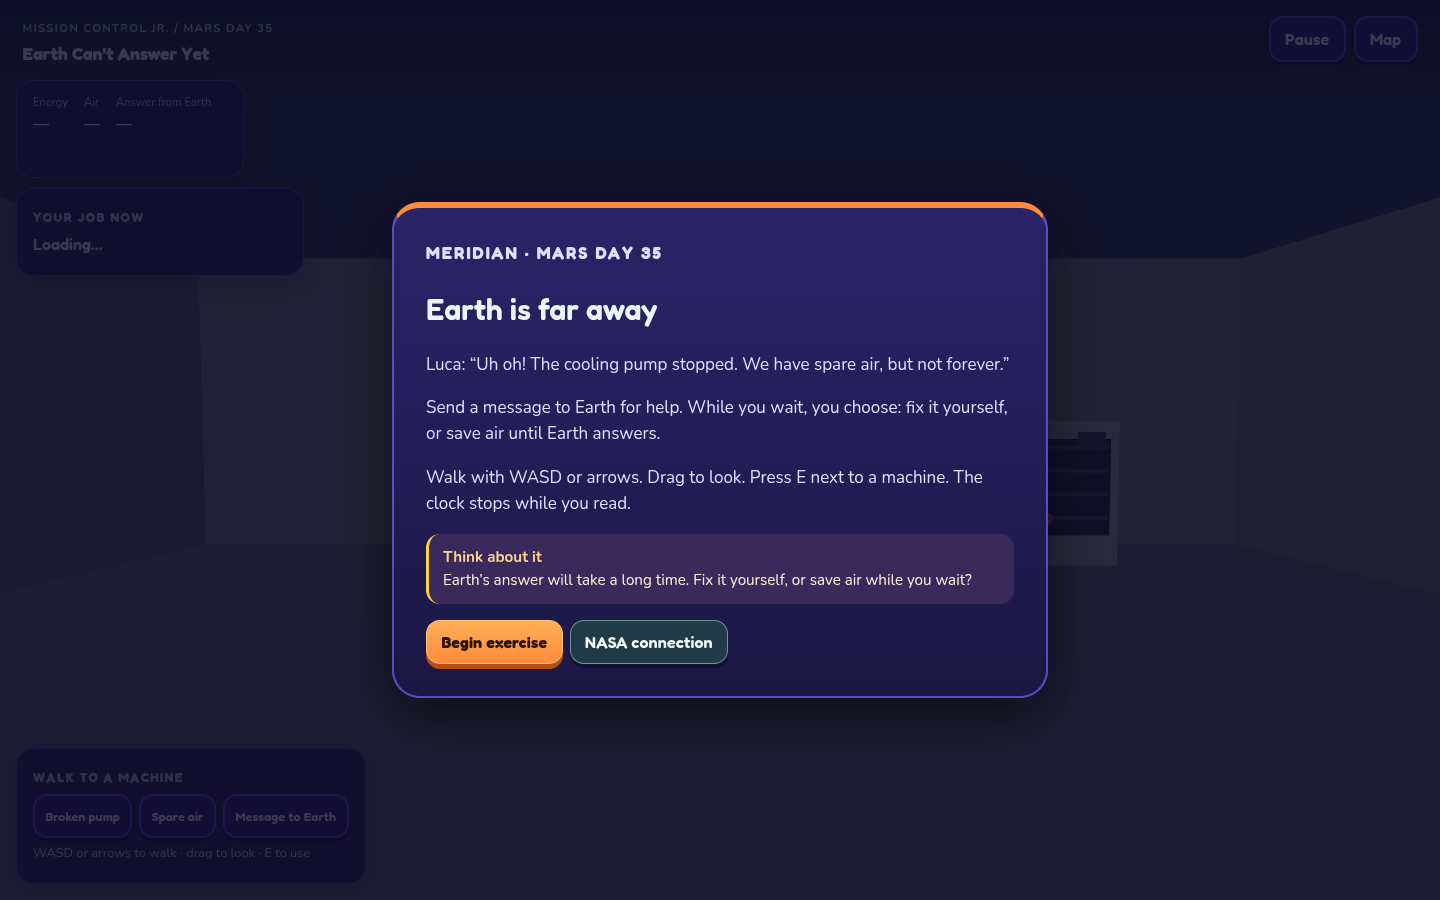 MISSION CONTROL JR. / MARS DAY 35
Earth Can't Answer Yet
Pause
Map
Energy Air Answer from Earth
— — —
YOUR JOB NOW
Loading...
MERIDIAN · MARS DAY 35
Earth is far away
Luca: “Uh oh! The cooling pump stopped. We have spare air, but not forever.”
Send a message to Earth for help. While you wait, you choose: fix it yourself,
or save air until Earth answers.
Walk with WASD or arrows. Drag to look. Press E next to a machine. The
clock stops while you read.
Think about it
Earth’s answer will take a long time. Fix it yourself, or save air while you wait?
Begin exercise
NASA connection
WALK TO A MACHINE
Broken pump
Spare air
Message to Earth
WASD or arrows to walk · drag to look · E to use